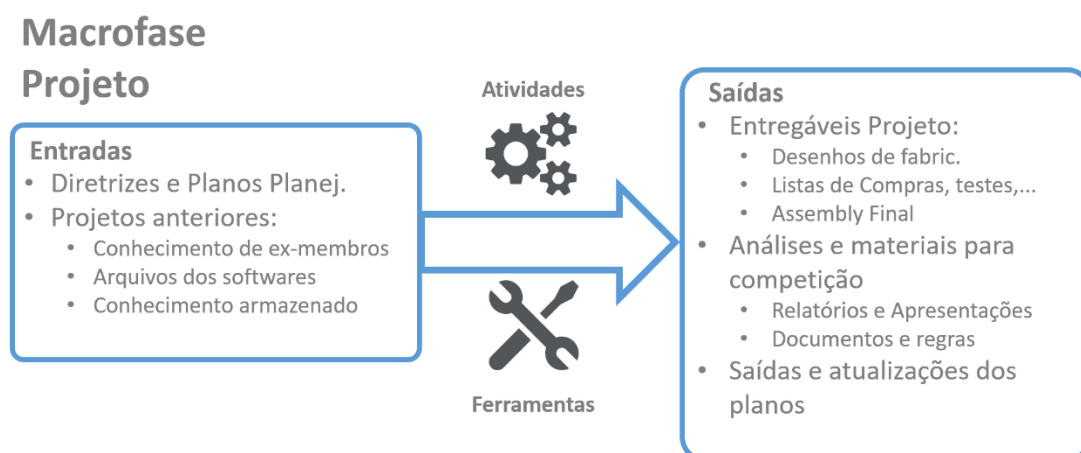 Macrofase
Projeto
Entradas
• Diretrizes e Planos Planej.
• Projetos anteriores:
• Conhecimento de ex-membros
• Arquivos dos softwares
• Conhecimento armazenado
Atividades
Ferramentas
Saídas
• Entregáveis Projeto:
• Desenhos de fabric.
• Listas de Compras, testes,...
• Assembly Final
• Análises e materiais para
competição
• Relatórios e Apresentações
• Documentos e regras
• Saídas e atualizações dos
planos